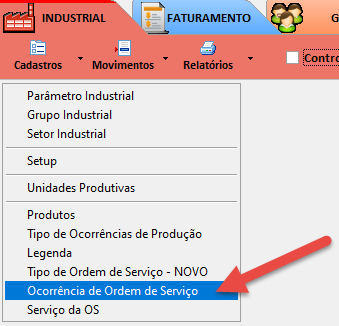 INDUSTRIAL FATURAMENTO G
Cadastros Movimentos Relatórios Contro
Parâmetro Industrial
Grupo Industrial
Setor Industrial
Setup
Unidades Produtivas
Produtos
Tipo de Ocorrências de Produção
Legenda
Tipo de Ordem de Serviço - NOVO
Ocorrência de Ordem de Serviço
Serviço da OS